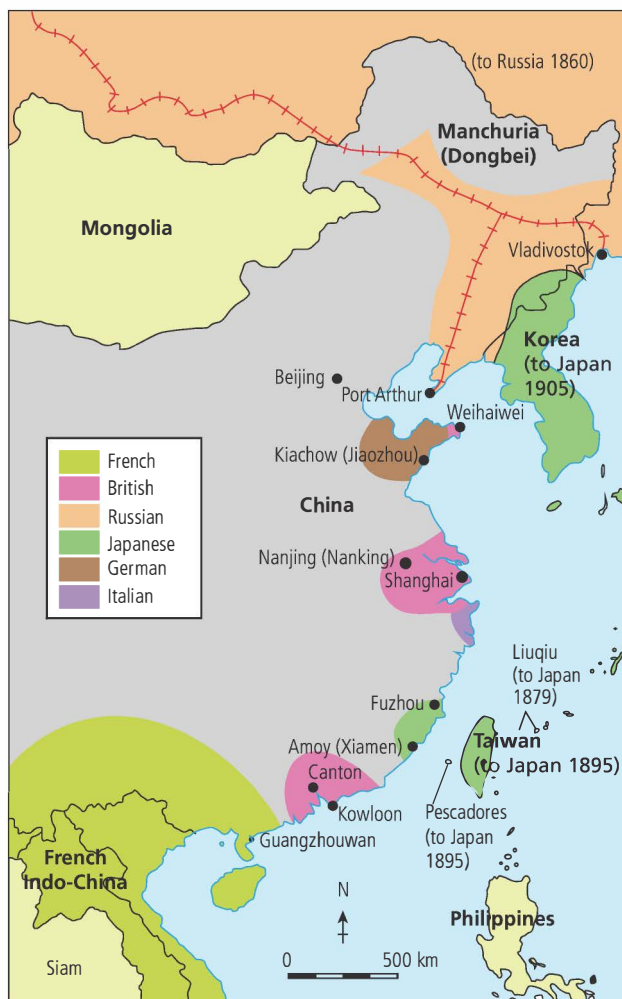 (to Russia 1860)
Manchuria
(Dongbei)
Mongolia
Vladivostok
Korea
(to Japan
1905)
Beijing
Port Arthur
Weihaiwei
Kiachow (Jiaozhou)
French
British
Russian
Japanese
German
Italian
China
Nanjing (Nanking)
Shanghai
Liuqiu
(to Japan
1879)
Fuzhou
Amoy (Xiamen)
Taiwan
(to Japan 1895)
Canton
Kowloon
Pescadores
(to Japan
1895)
Guangzhouwan
French
Indo-China
N
Philippines
Siam
0 500 km